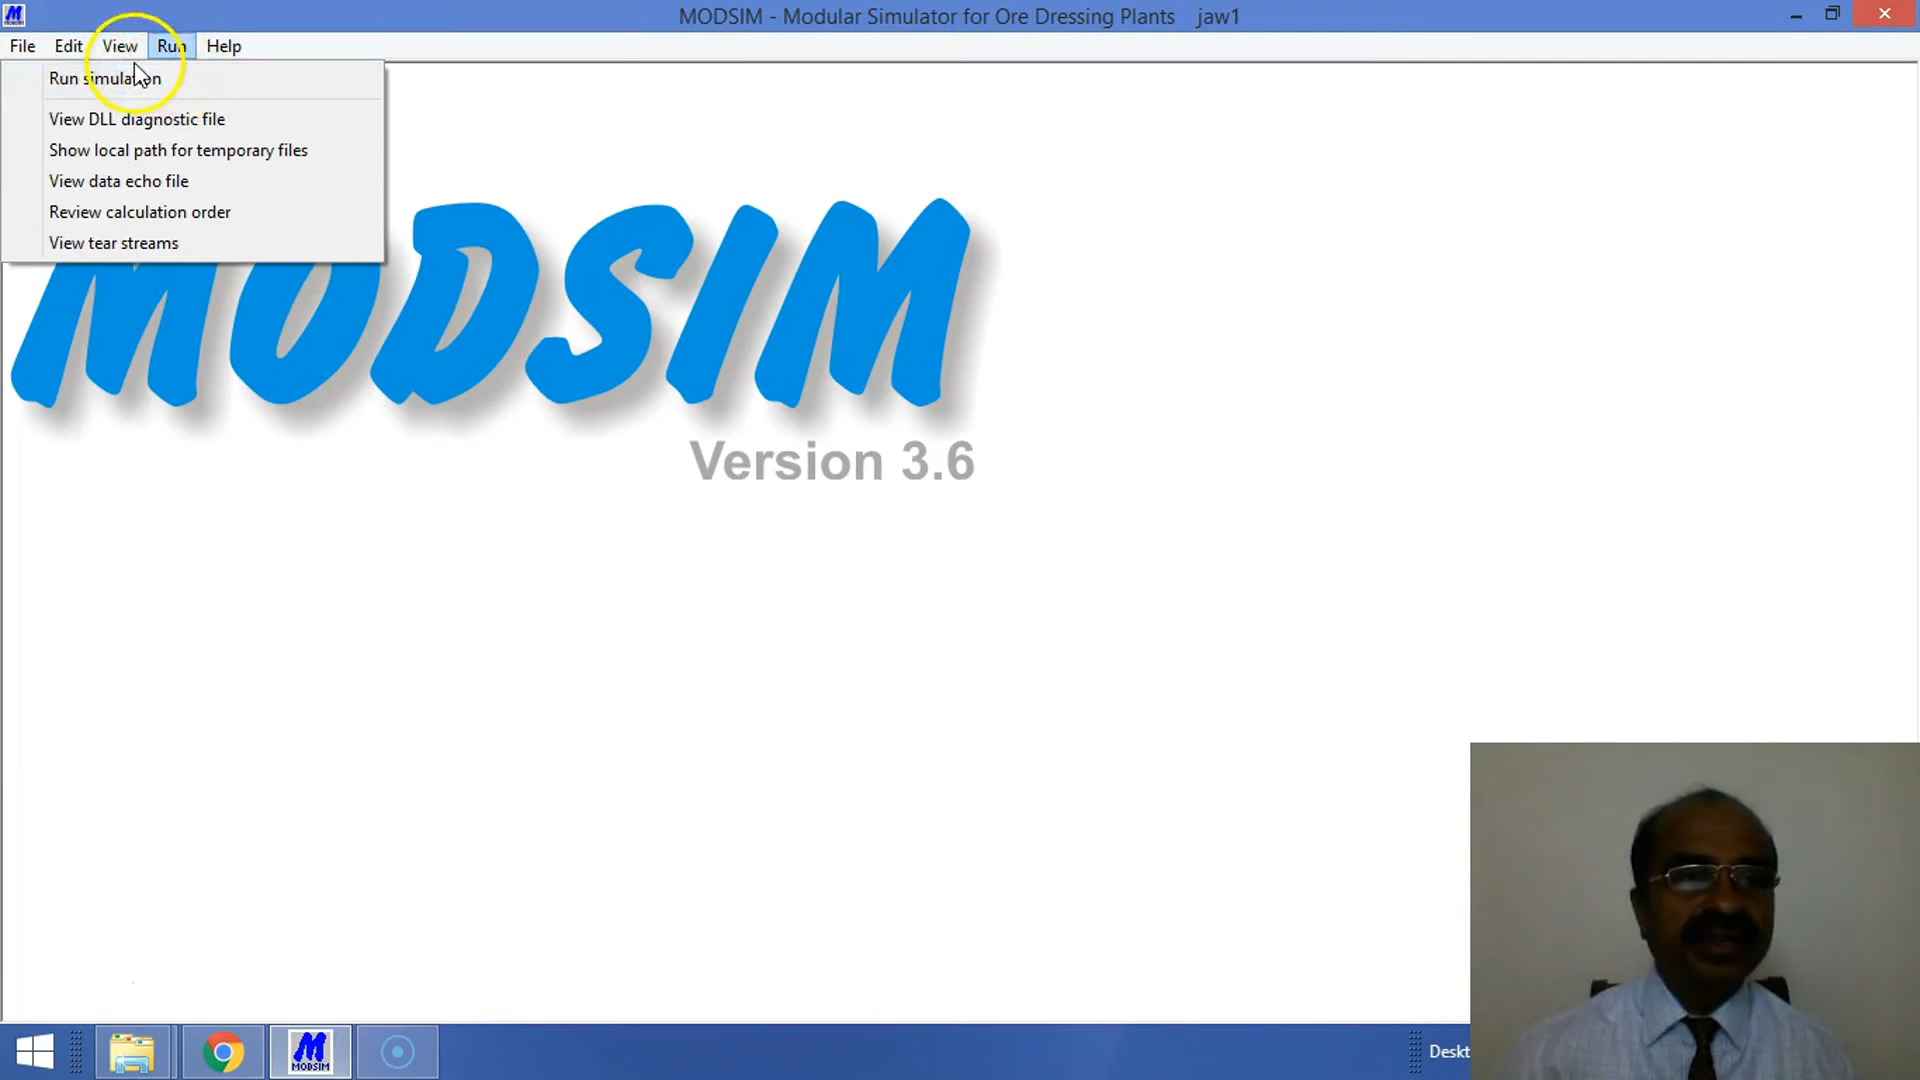 MODSIM - Modular Simulator for Ore Dressing Plants jaw1
File Edit View Run Help
Run simulation
View DLL diagnostic file
Show local path for temporary files
View data echo file
Review calculation order
View tear streams
MODSIM
Version 3.6
M
MODSIM
Deskt